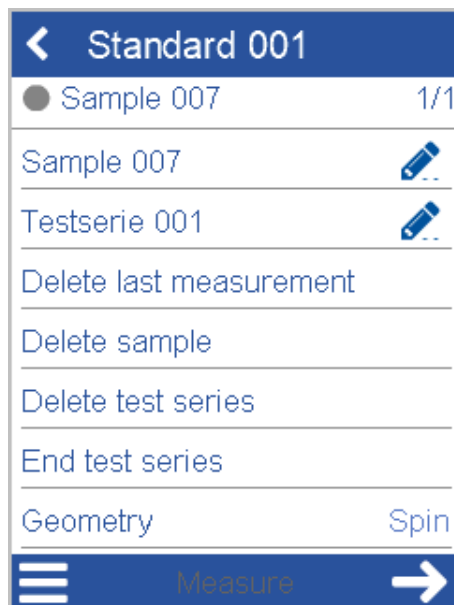 Standard 001
Sample 007 1/1
Sample 007
Testserie 001
Delete last measurement
Delete sample
Delete test series
End test series
Geometry Spin
Measure